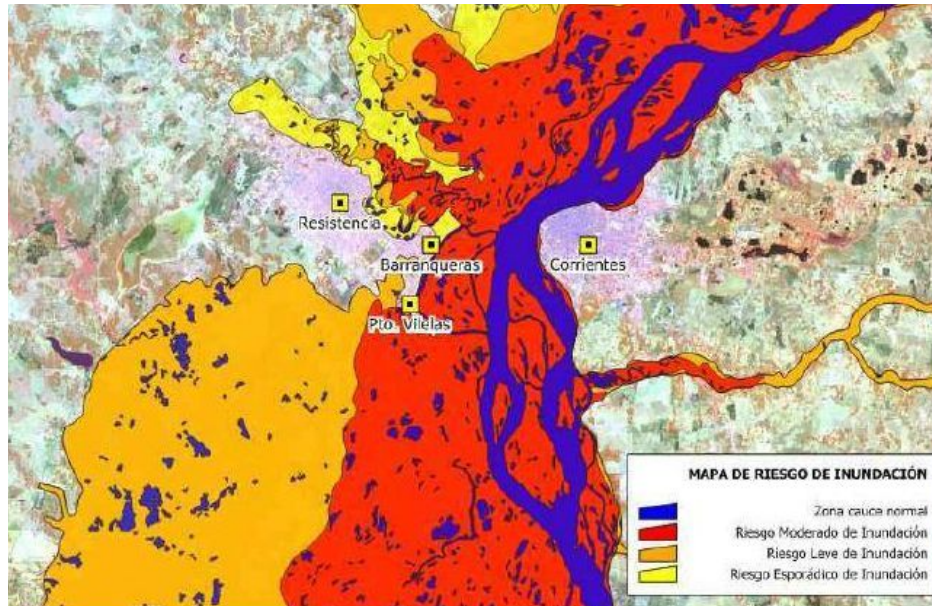 Resistencia
Barranqueras
Corrientes
Pto. Vilelas
MAPA DE RIESGO DE INUNDACIÓN
Zona cauce normal
Riesgo Moderado de Inundación
Riesgo Leve de Inundación
Riesgo Esporádico de Inundación